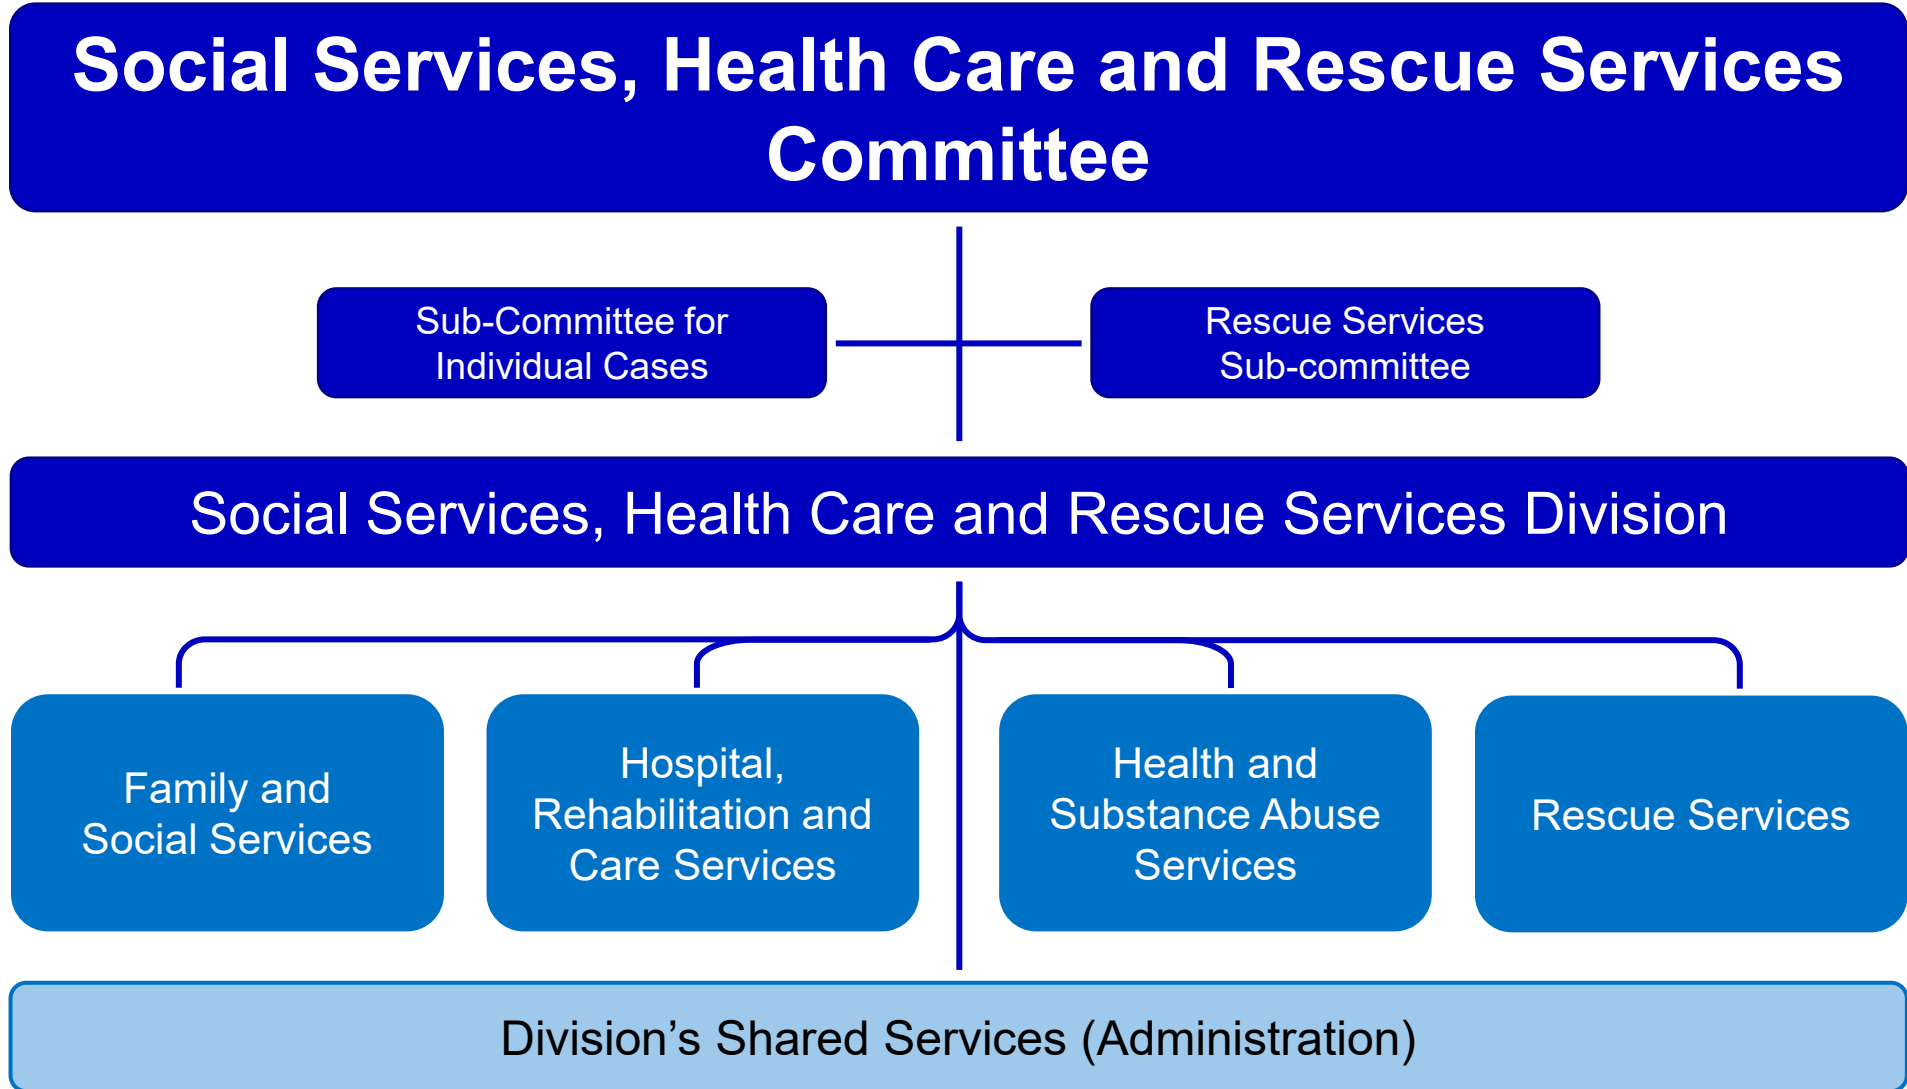 Social Services, Health Care and Rescue Services
Committee
Sub-Committee for
Individual Cases
Rescue Services
Sub-committee
Social Services, Health Care and Rescue Services Division
Family and
Social Services
Hospital,
Rehabilitation and
Care Services
Health and
Substance Abuse
Services
Rescue Services
Division’s Shared Services (Administration)